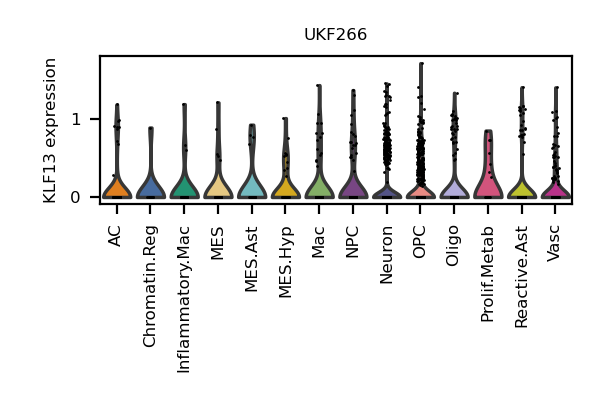 UKF266
KLF13 expression
1
0
AC
Chromatin.Reg
Inflammatory.Mac
MES
MES.Ast
MES.Hyp
Mac
NPC
Neuron
OPC
Oligo
Prolif.Metab
Reactive.Ast
Vasc